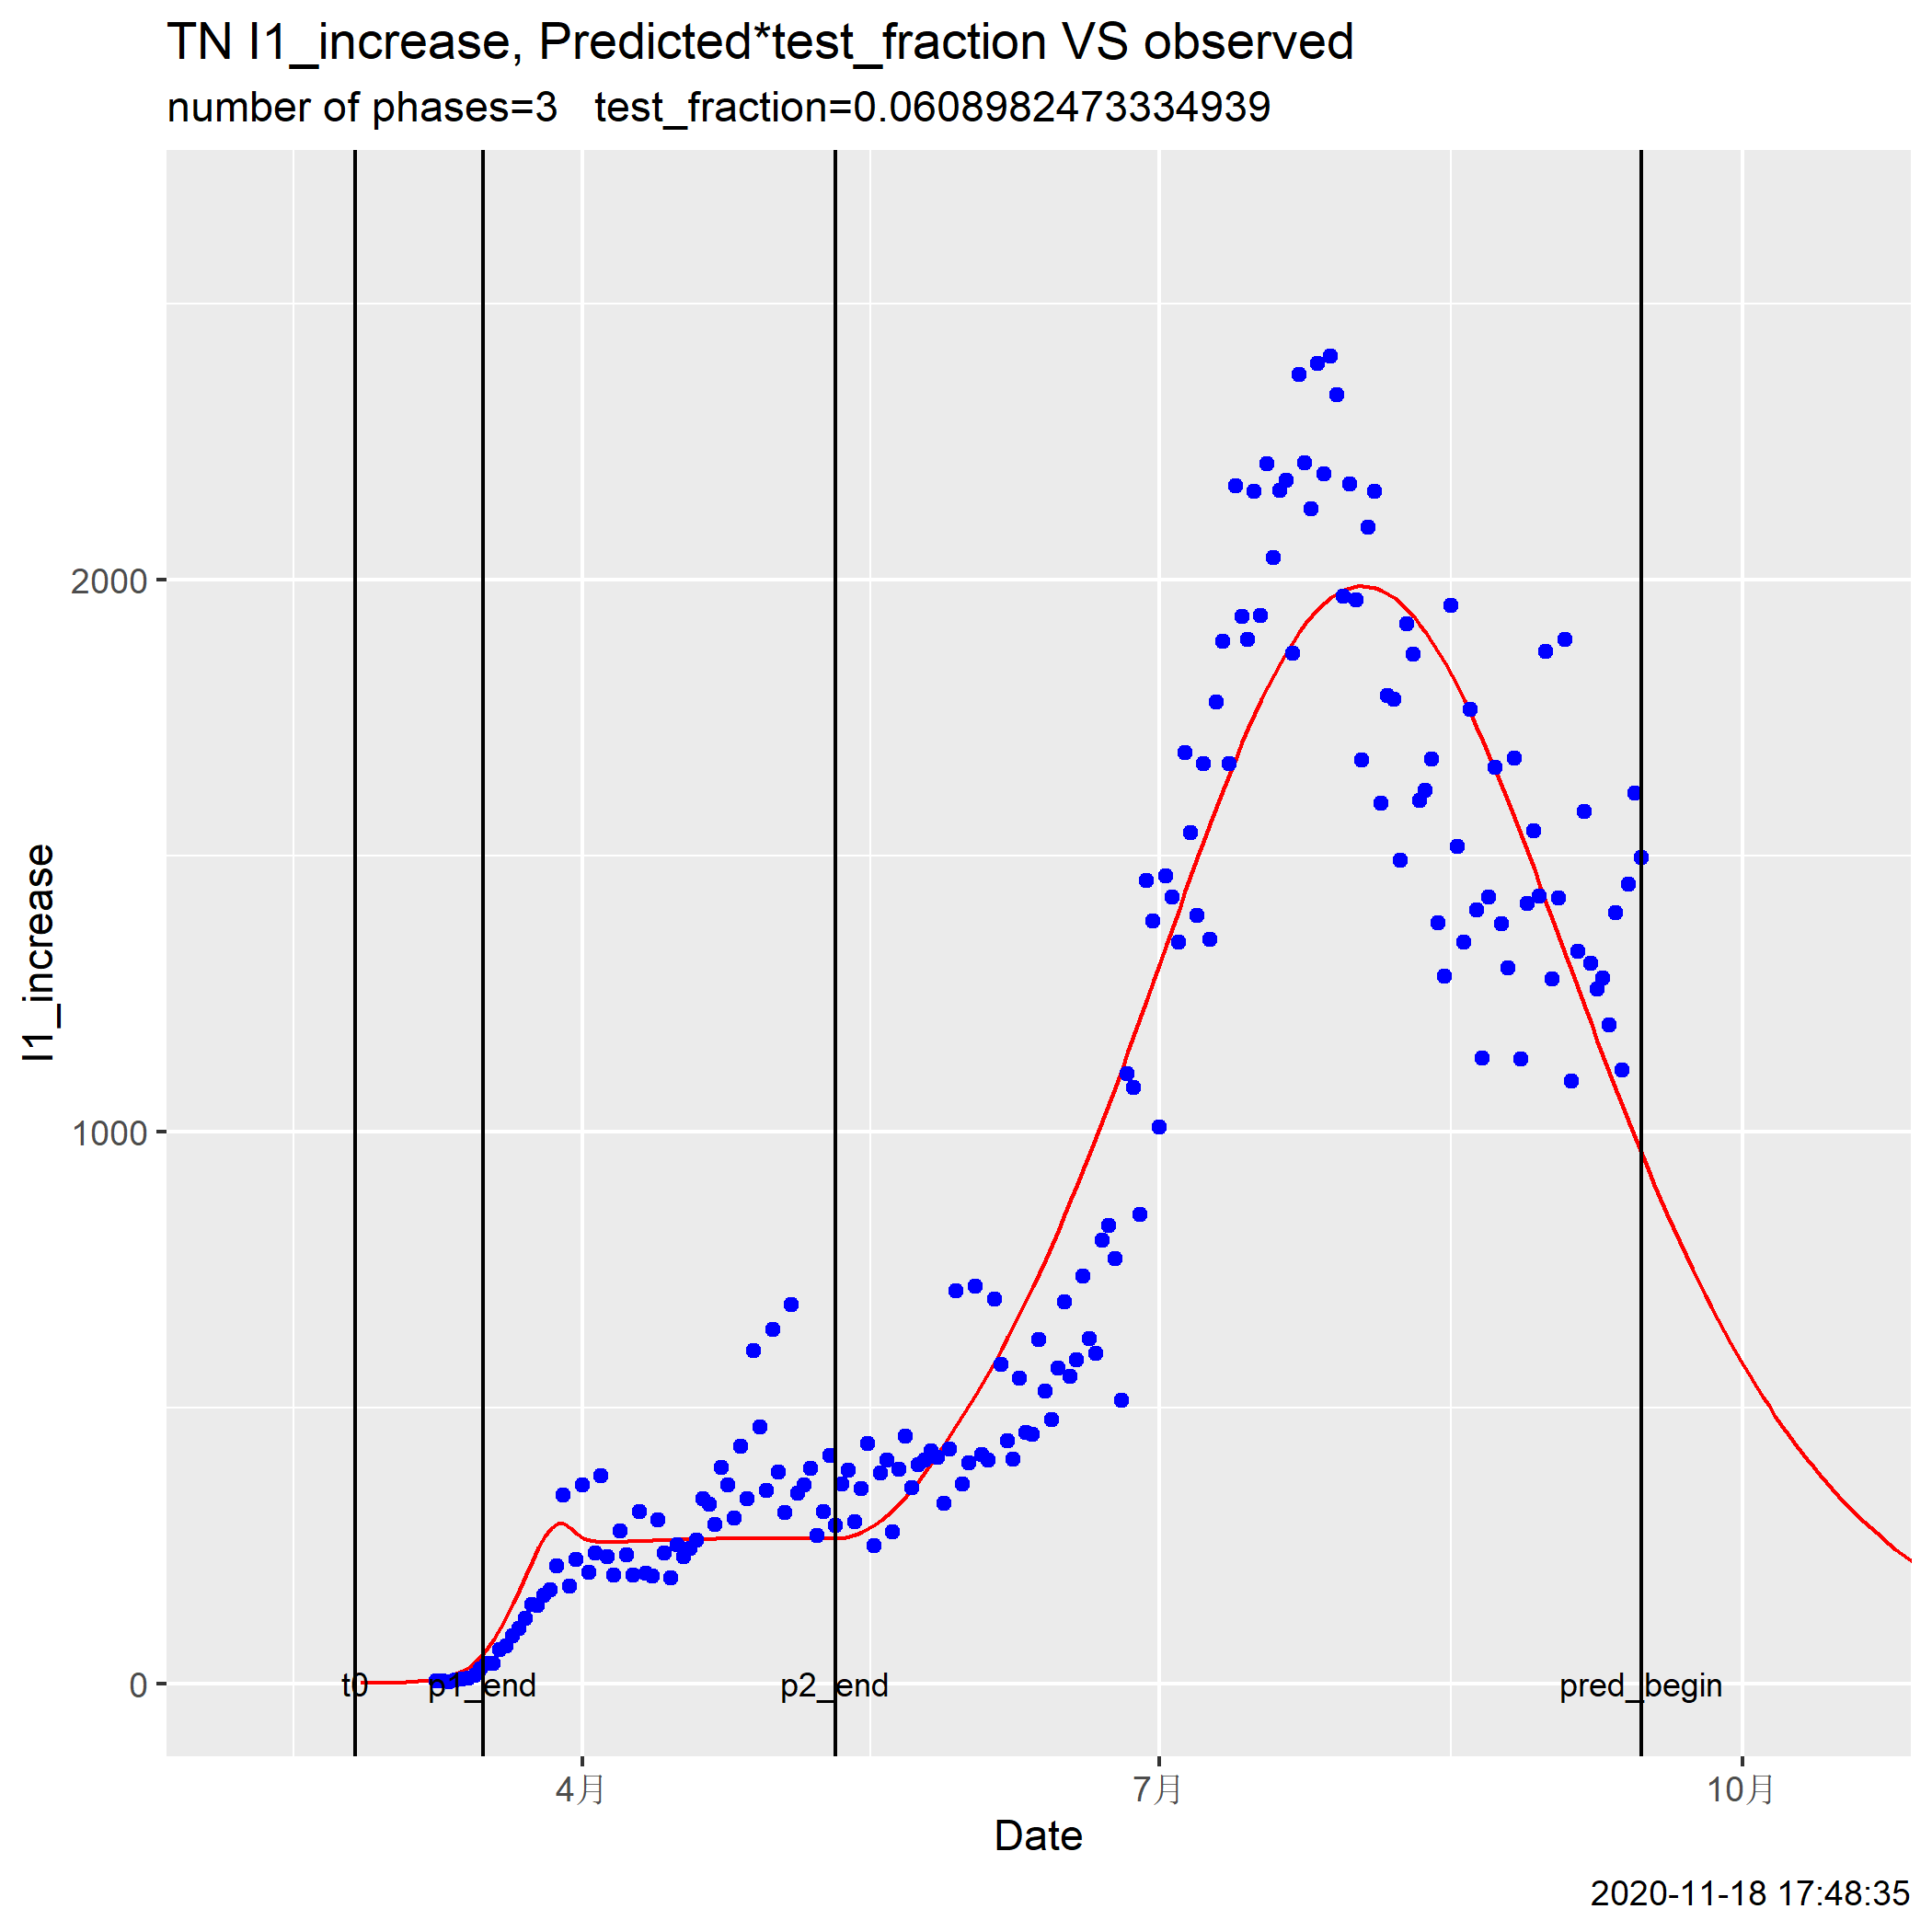 TN I1_increase, Predicted*test_fraction VS observed
number of phases=3   test_fraction=0.0608982473334939
I1_increase
2000
1000
0
t0
p1_end
p2_end
pred_begin
4月
7月
10月
Date
2020-11-18 17:48:35